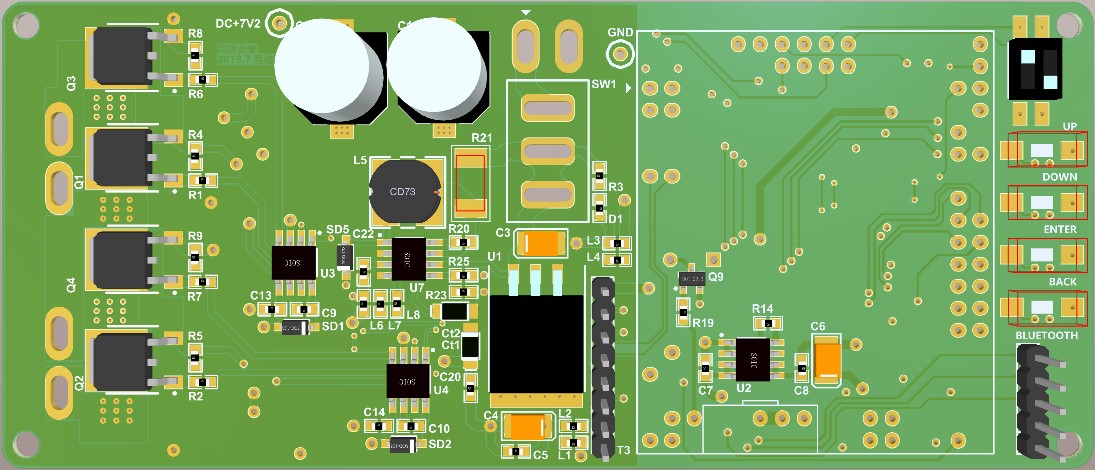 DC+7V2
GND
SW1
R8
Q3
R6
UP
R4
R21
L5
CD73
DOWN
Q1
R1
R3
D1
ENTER
SD5
C22
R20
C3
L3
L4
R9
U3
U1
R25
Q9
BACK
Q4
R7
U7
R23
C13
C9
L6
L7
L8
SD1
R19
R14
C6
BLUETOOTH
R5
Ct2
Ct1
Q2
R2
C20
U4
C7
U2
C8
C14
C10
C4
L2
SD2
C5
L1
T3